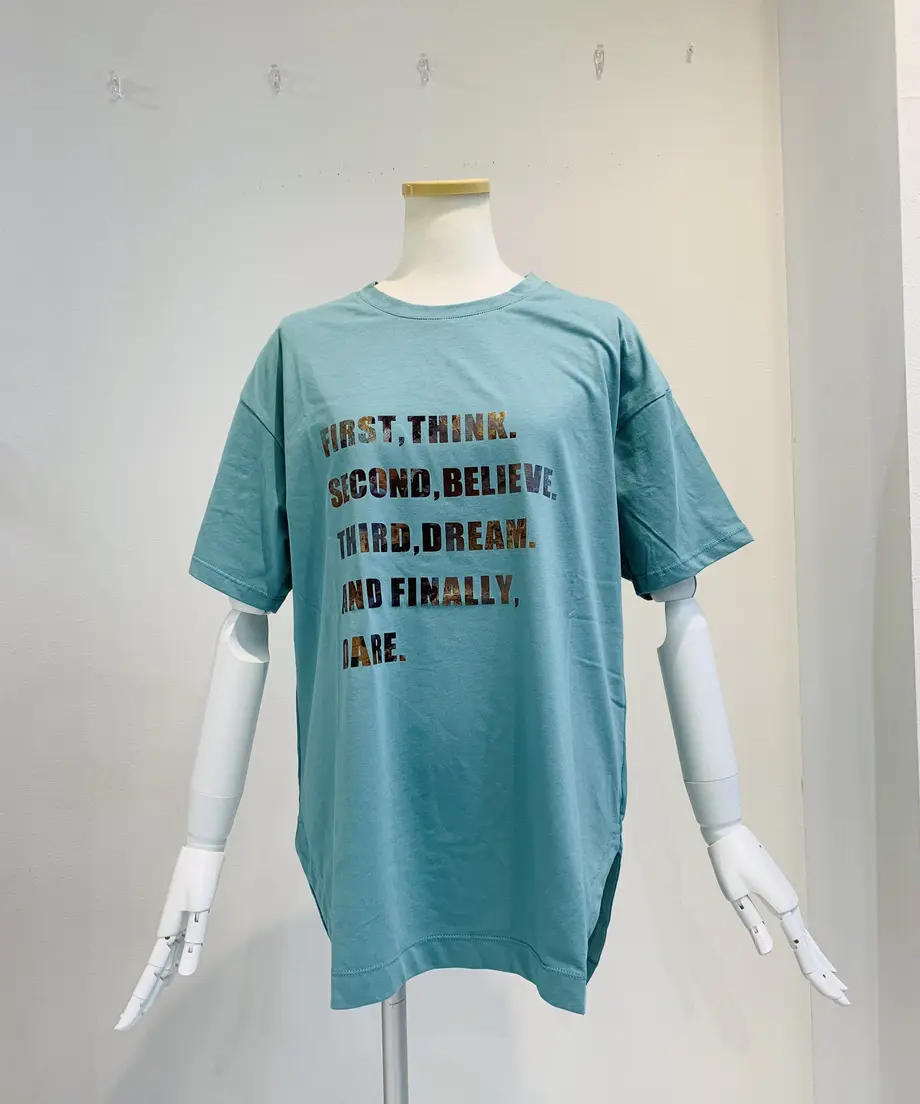 FIRST,THINK.
SECOND,BELIEVE.
THIRD,DREAM.
AND FINALLY,
DARE.